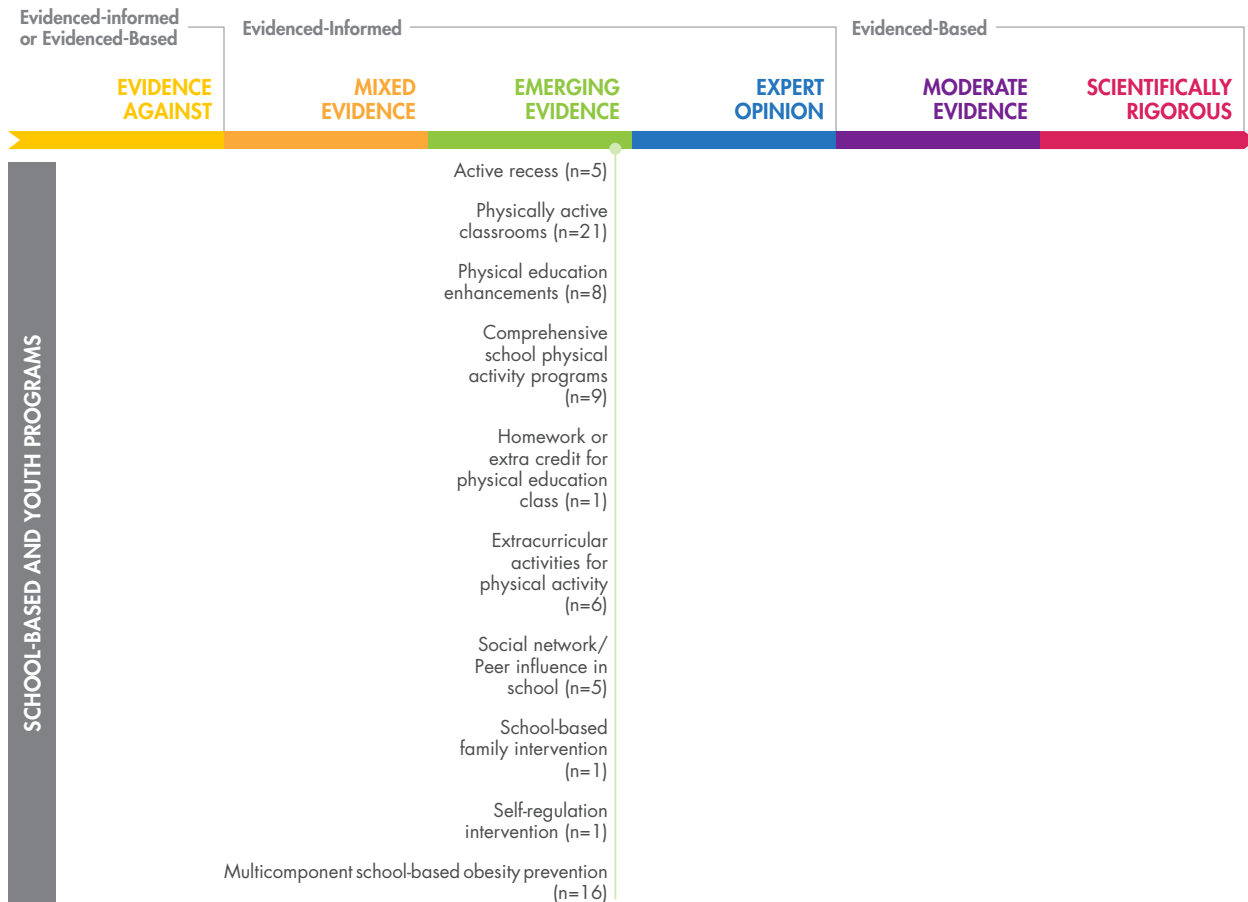 Evidenced-informed
or Evidenced-Based
Evidenced-Informed
Evidenced-Based
EVIDENCE
AGAINST
MIXED
EVIDENCE
EMERGING
EVIDENCE
EXPERT
OPINION
MODERATE
EVIDENCE
SCIENTIFICALLY
RIGOROUS
SCHOOL-BASED AND YOUTH PROGRAMS
Active recess (n=5)
Physically active
classrooms (n=21)
Physical education
enhancements (n=8)
Comprehensive
school physical
activity programs
(n=9)
Homework or
extra credit for
physical education
class (n=1)
Extracurricular
activities for
physical activity
(n=6)
Social network/
Peer influence in
school (n=5)
School-based
family intervention
(n=1)
Self-regulation
intervention (n=1)
Multicomponent school-based obesity prevention
(n=16)